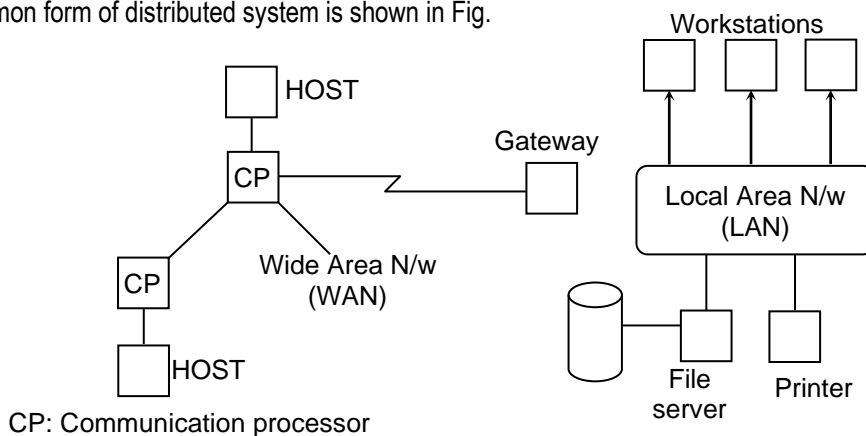 mon form of distributed system is shown in Fig.
Workstations
HOST
Gateway
CP
Local Area N/w
(LAN)
Wide Area N/w
(WAN)
CP
HOST
File
server
Printer
CP: Communication processor